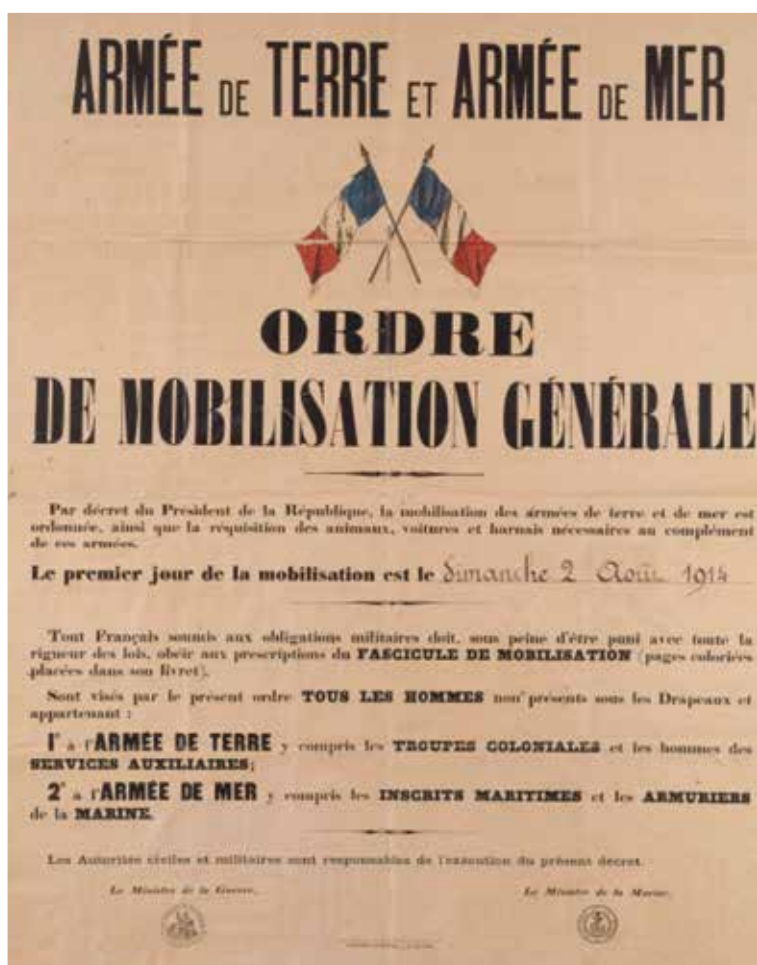 ARMÉE DE TERRE ET ARMÉE DE MER
ORDRE
DE MOBILISATION GÉNÉRALE
Par décret du Président de la République, la mobilisation des armées de terre et de mer est
ordonnée, ainsi que la réquisition des animaux, voitures et harnais nécessaires au complément
de ces armées.
Le premier jour de la mobilisation est le Dimanche 2 Août 1914
Tout Français soumis aux obligations militaires doit, sous peine d'être puni avec toute la
rigueur des lois, obéir aux prescriptions du FASCICULE DE MOBILISATION (pages coloriées
placées dans son livret).
Sont visés par le présent ordre TOUS LES HOMMES non présents sous les Drapeaux et
appartenant :
1° à l'ARMÉE DE TERRE y compris les TROUPES COLONIALES et les hommes des
SERVICES AUXILIAIRES;
2° à l'ARMÉE DE MER y compris les INSCRITS MARITIMES et les ARMURIERS
de la MARINE.
Les Autorités civiles et militaires sont responsables de l'exécution du présent décret.
Le Ministre de la Guerre,
Le Ministre de la Marine,